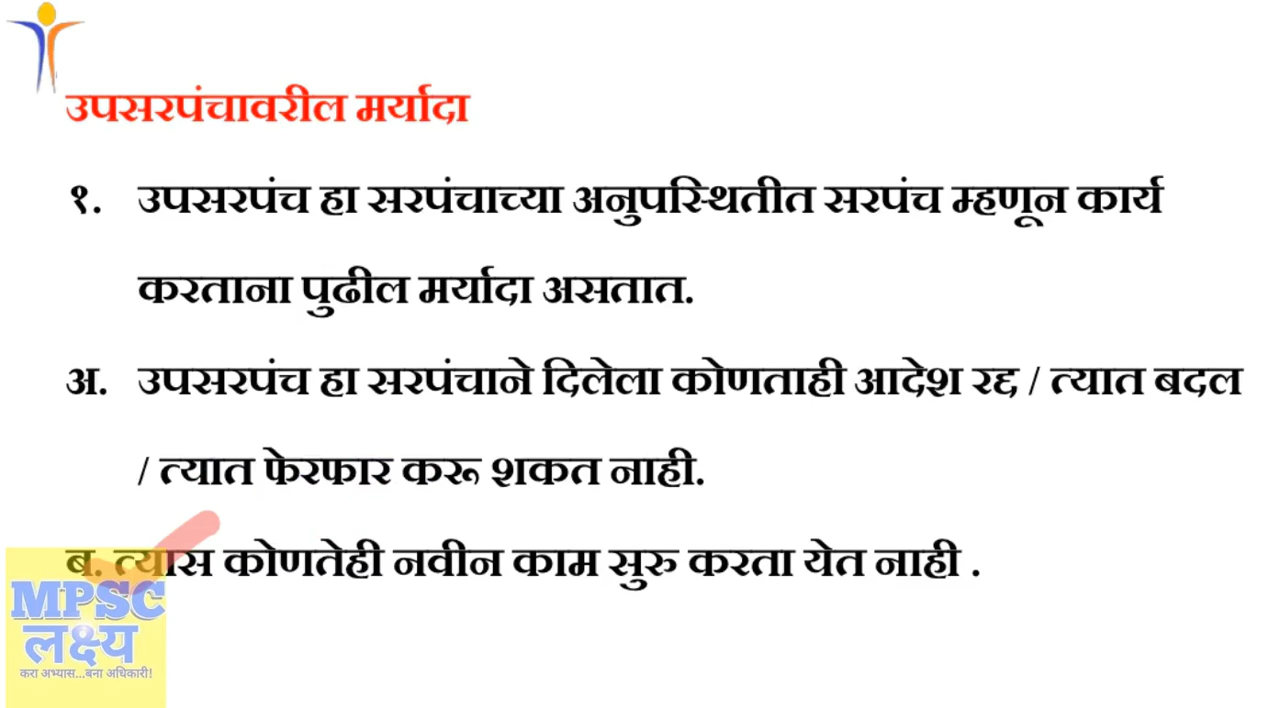 उपसरपंचावरील मर्यादा
१. उपसरपंच हा सरपंचाच्या अनुपस्थितीत सरपंच म्हणून कार्य
करताना पुढील मर्यादा असतात.
अ. उपसरपंच हा सरपंचाने दिलेला कोणताही आदेश रद्द / त्यात बदल
/ त्यात फेरफार करू शकत नाही.
ब. त्यास कोणतेही नवीन काम सुरु करता येत नाही .
MPSC
लक्ष्य
करा अभ्यास...बना अधिकारी!